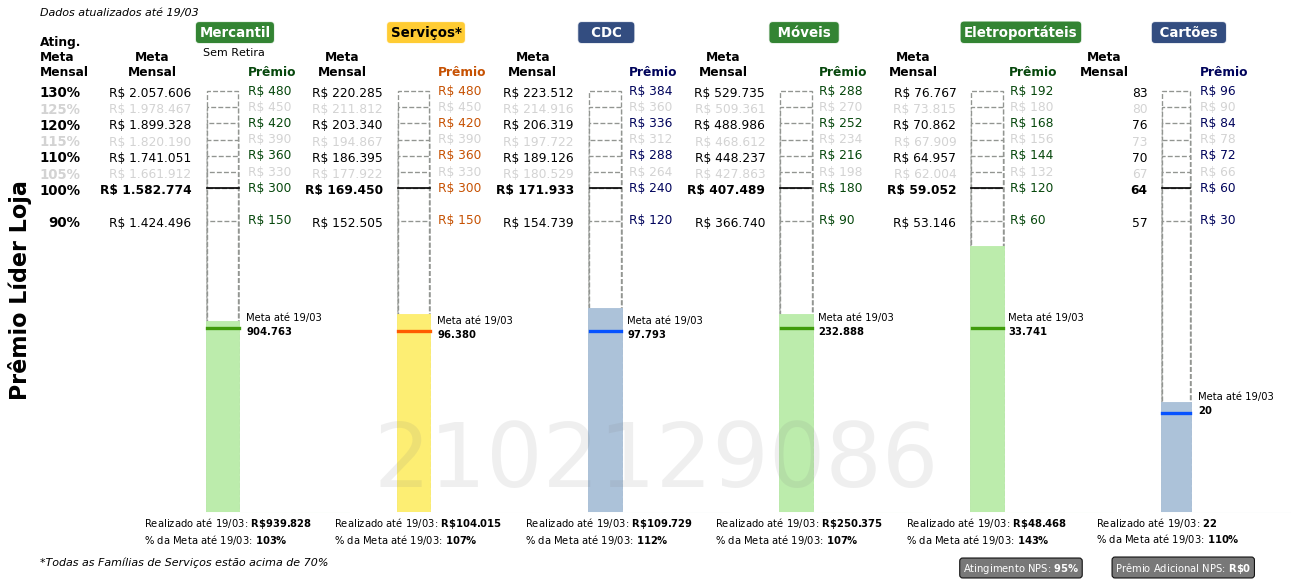 Dados atualizados até 19/03
Mercantil Serviços* CDC Móveis Eletroportáteis Cartões
Sem Retira
Ating. Meta Mensal Meta Mensal Prêmio Meta Mensal Prêmio Meta Mensal Prêmio Meta Mensal Prêmio Meta Mensal Prêmio Meta Mensal Prêmio
130% R$ 2.057.606 R$ 480 R$ 220.285 R$ 480 R$ 223.512 R$ 384 R$ 529.735 R$ 288 R$ 76.767 R$ 192 83 R$ 96
125% R$ 1.978.467 R$ 450 R$ 211.812 R$ 450 R$ 214.916 R$ 360 R$ 509.361 R$ 270 R$ 73.815 R$ 180 80 R$ 90
120% R$ 1.899.328 R$ 420 R$ 203.340 R$ 420 R$ 206.319 R$ 336 R$ 488.986 R$ 252 R$ 70.862 R$ 168 76 R$ 84
115% R$ 1.820.190 R$ 390 R$ 194.867 R$ 390 R$ 197.722 R$ 312 R$ 468.612 R$ 234 R$ 67.909 R$ 156 73 R$ 78
110% R$ 1.741.051 R$ 360 R$ 186.395 R$ 360 R$ 189.126 R$ 288 R$ 448.237 R$ 216 R$ 64.957 R$ 144 70 R$ 72
105% R$ 1.661.912 R$ 330 R$ 177.922 R$ 330 R$ 180.529 R$ 264 R$ 427.863 R$ 198 R$ 62.004 R$ 132 67 R$ 66
100% R$ 1.582.774 R$ 300 R$ 169.450 R$ 300 R$ 171.933 R$ 240 R$ 407.489 R$ 180 R$ 59.052 R$ 120 64 R$ 60
90% R$ 1.424.496 R$ 150 R$ 152.505 R$ 150 R$ 154.739 R$ 120 R$ 366.740 R$ 90 R$ 53.146 R$ 60 57 R$ 30
Prêmio Líder Loja
Meta até 19/03 Meta até 19/03 Meta até 19/03 Meta até 19/03 Meta até 19/03
904.763 96.380 97.793 232.888 33.741
Meta até 19/03
20
2102129086
Realizado até 19/03: R$939.828 Realizado até 19/03: R$104.015 Realizado até 19/03: R$109.729 Realizado até 19/03: R$250.375 Realizado até 19/03: R$48.468 Realizado até 19/03: 22
% da Meta até 19/03: 103% % da Meta até 19/03: 107% % da Meta até 19/03: 112% % da Meta até 19/03: 107% % da Meta até 19/03: 143% % da Meta até 19/03: 110%
*Todas as Famílias de Serviços estão acima de 70% Atingimento NPS: 95% Prêmio Adicional NPS: R$0